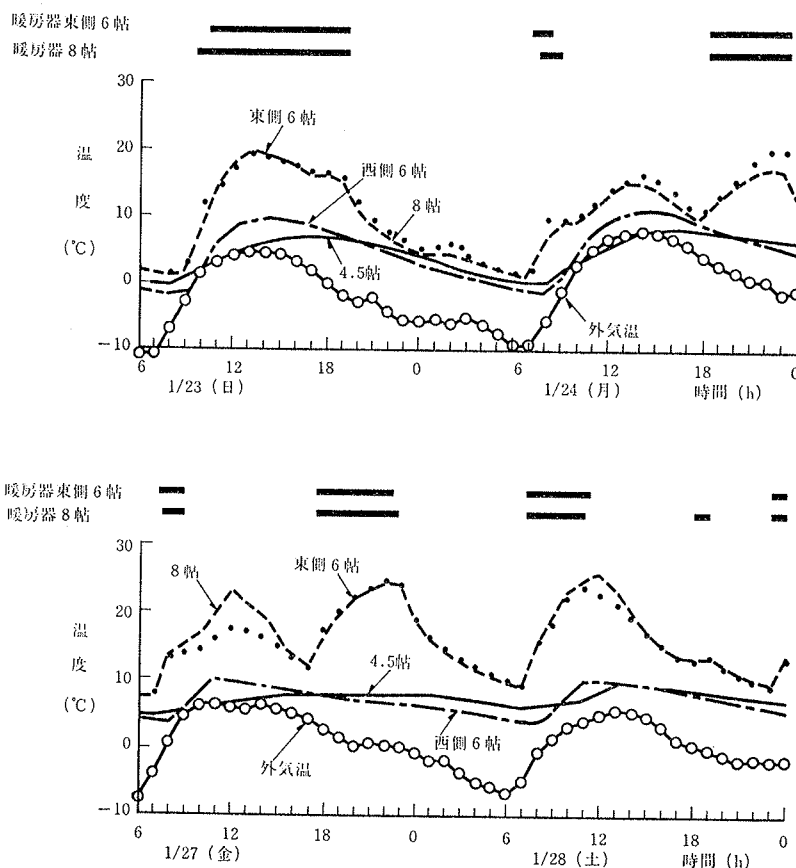 暖房器東側6帖
暖房器8帖
30
20
10
0
−10
温
度
(℃)
東側6帖
西側6帖
8帖
4.5帖
外気温
6 12 18 0 6 12 18 0
1/23(日) 1/24(月) 時間(h)
暖房器東側6帖
暖房器8帖
30
20
10
0
−10
温
度
(℃)
8帖
東側6帖
4.5帖
西側6帖
外気温
6 12 18 0 6 12 18 0
1/27(金) 1/28(土) 時間(h)